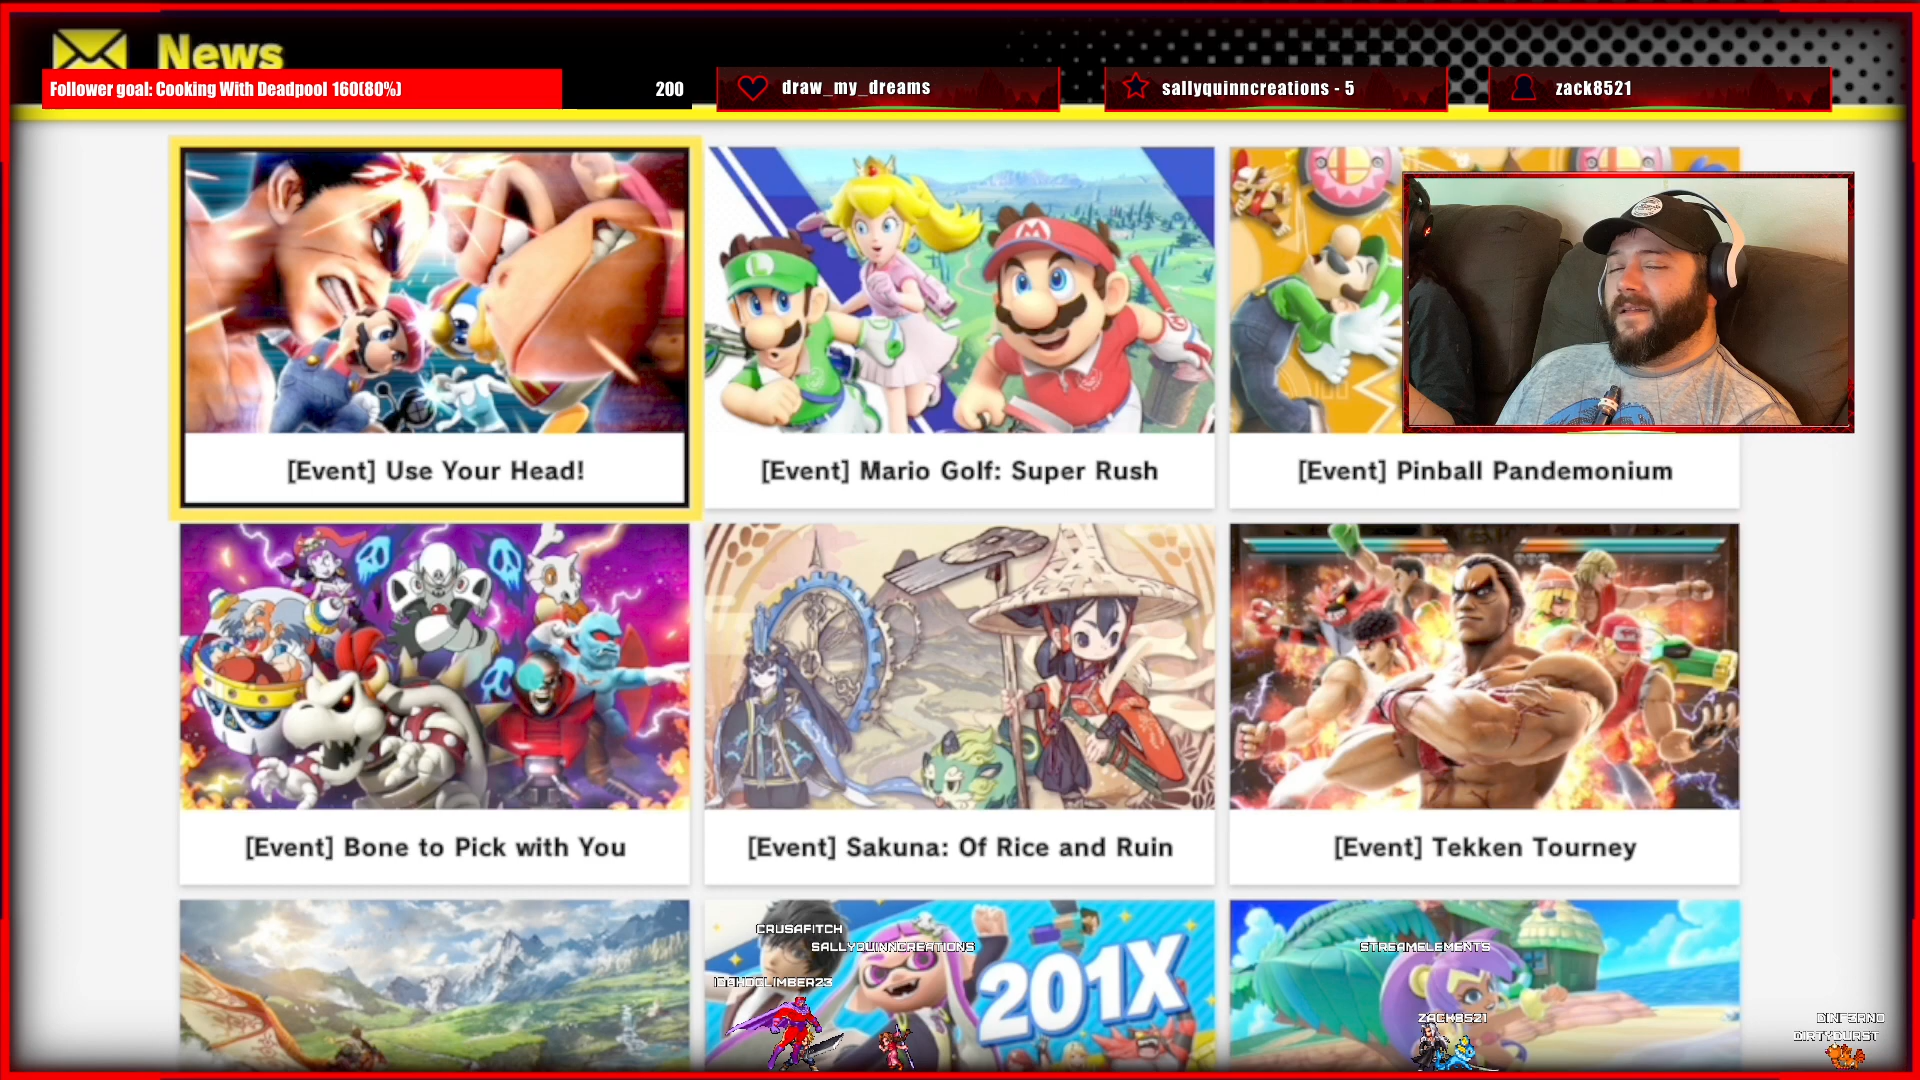 News
Follower goal: Cooking With Deadpool 160(80%)
200
draw_my_dreams
sallyquinncreations - 5
zack8521
[Event] Use Your Head!
[Event] Mario Golf: Super Rush
[Event] Pinball Pandemonium
[Event] Bone to Pick with You
[Event] Sakuna: Of Rice and Ruin
[Event] Tekken Tourney
CRUSAFITCH
SALLYQUINNCREATIONS
201X
STREAMELEMENTS
ZACK8521
DIRTYBURST